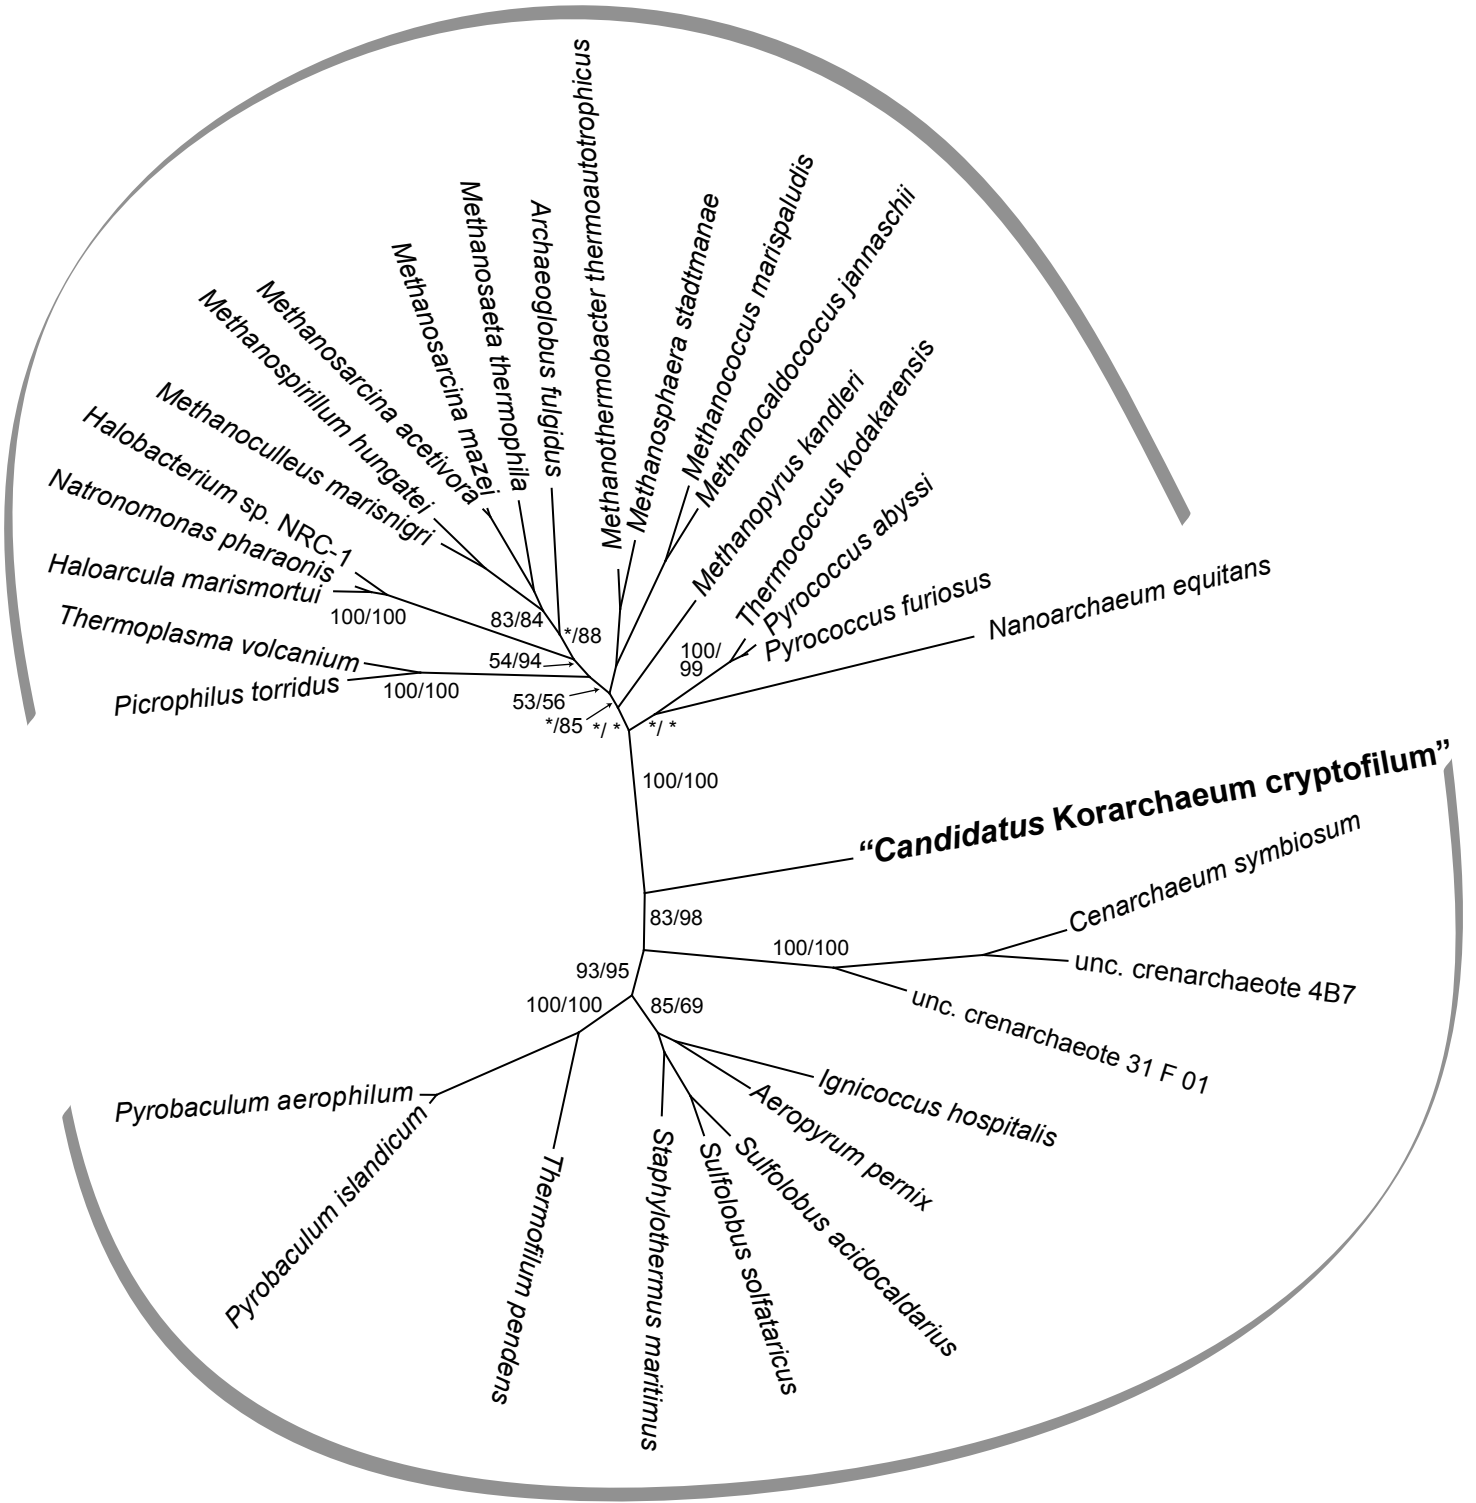 Methanothermobacter thermoautotrophicus
Methanosphaera stadtmanae
Methanococcus marispaludis
Methanocaldococcus jannaschii
Methanopyrus kandleri
Thermococcus kodakarensis
Pyrococcus abyssi
Pyrococcus furiosus
Nanoarchaeum equitans
Archaeoglobus fulgidus
Methanosaeta thermophila
Methanosarcina mazei
Methanosarcina acetivora
Methanospirillum hungatei
Methanoculleus marisnigri
Halobacterium sp. NRC-1
Natronomonas pharaonis
Haloarcula marismortui
Thermoplasma volcanium
Picrophilus torridus
100/100
83/84
*/88
54/94
100/100
53/56
*/85
*/ *
*/ *
100/
99
100/100
“Candidatus Korarchaeum cryptofilum”
83/98
Cenarchaeum symbiosum
100/100
unc. crenarchaeote 4B7
unc. crenarchaeote 31 F 01
93/95
100/100
85/69
Ignicoccus hospitalis
Aeropyrum pernix
Sulfolobus acidocaldarius
Sulfolobus solfataricus
Staphylothermus maritimus
Thermofilum pendens
Pyrobaculum aerophilum
Pyrobaculum islandicum